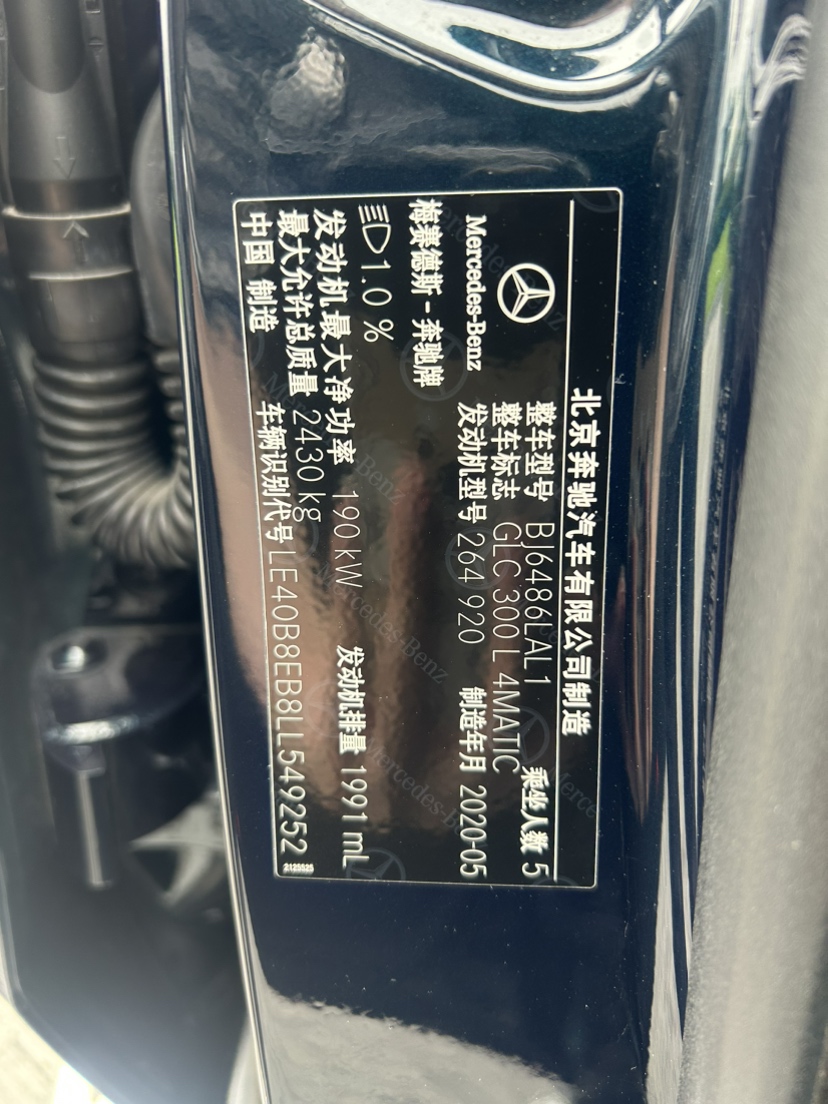 北京奔驰汽车有限公司制造
Mercedes-Benz
梅赛德斯-奔驰牌
整车型号 BJ6486LAL1 乘坐人数 5
整车标志 GLC 300 L 4MATIC
发动机型号 264 920 制造年月 2020-05
1.0 %
发动机最大净功率 190 kW 发动机排量 1991 mL
最大允许总质量 2430 kg
中国 制造 车辆识别代号 LE40B8EB8LL549252
2125525